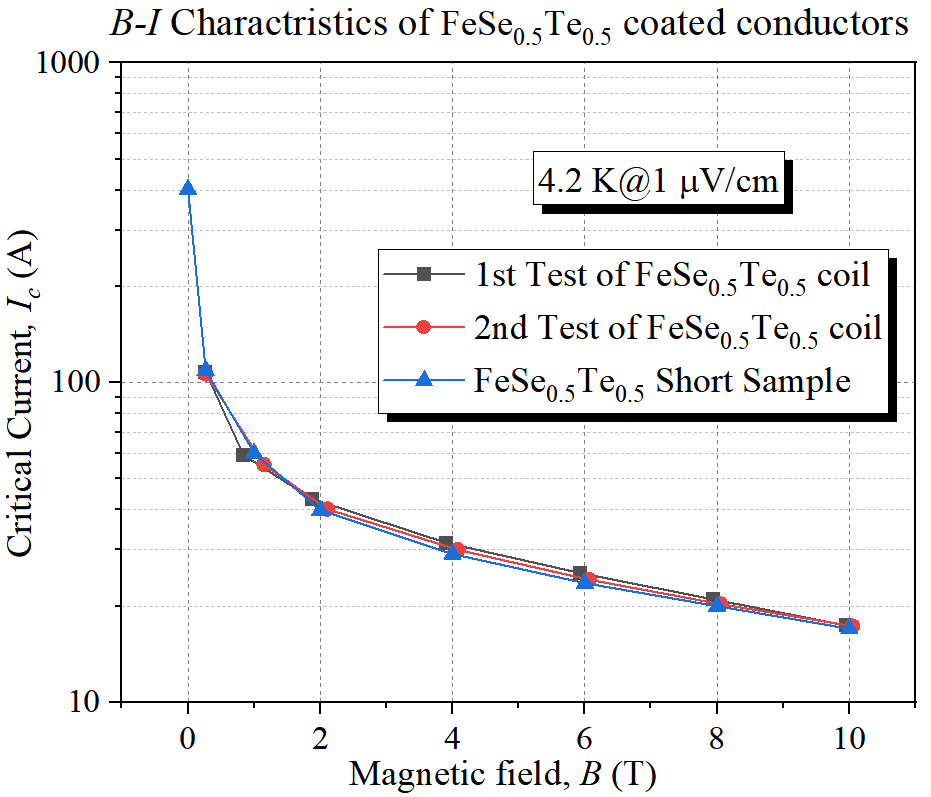 B-I Charactristics of FeSe0.5Te0.5 coated conductors
1000
4.2 K@1 μV/cm
1st Test of FeSe0.5Te0.5 coil
2nd Test of FeSe0.5Te0.5 coil
FeSe0.5Te0.5 Short Sample
100
Critical Current, Ic (A)
10
0 2 4 6 8 10
Magnetic field, B (T)